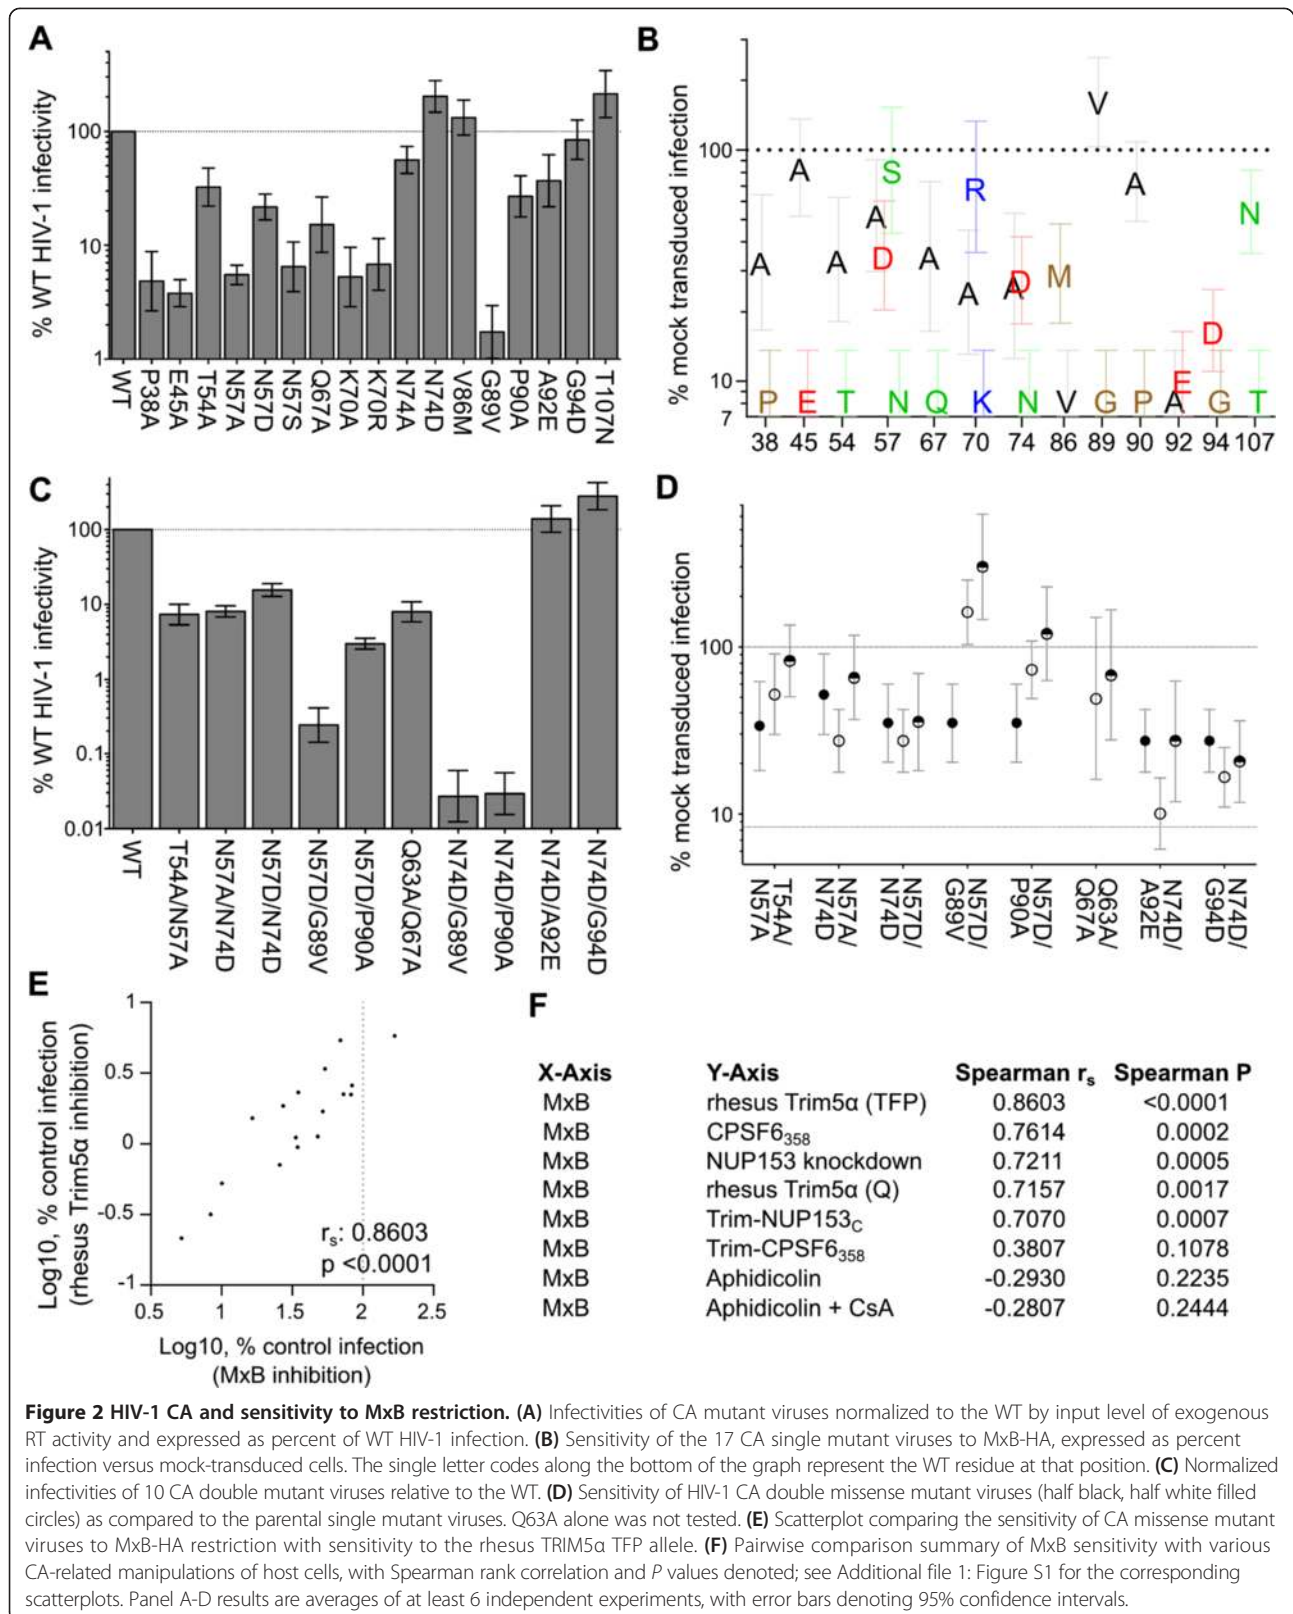 A
% WT HIV-1 infectivity
100
10
1
WT
P38A
E45A
T54A
N57A
N57D
N57S
Q67A
K70A
K70R
N74A
N74D
V86M
G89V
P90A
A92E
G94D
T107N
B
% mock transduced infection
100
10
7
A A A A S D A A R A D M V A E D N
P E T N Q K N V G P A G T
38 45 54 57 67 70 74 86 89 90 92 94 107
C
% WT HIV-1 infectivity
100
10
1
0.1
0.01
WT
T54A/N57A
N57A/N74D
N57D/N74D
N57D/G89V
N57D/P90A
Q63A/Q67A
N74D/G89V
N74D/P90A
N74D/A92E
N74D/G94D
D
% mock transduced infection
100
10
T54A/
N57A
N57A/
N74D
N57D/
N74D
N57D/
G89V
N57D/
P90A
Q63A/
Q67A
N74D/
A92E
N74D/
G94D
E
Log10, % control infection
(rhesus Trim5α inhibition)
1
0.5
0
-0.5
-1
rs: 0.8603
p <0.0001
0.5 1 1.5 2 2.5
Log10, % control infection
(MxB inhibition)
F
X-Axis Y-Axis Spearman rs Spearman P
MxB rhesus Trim5α (TFP) 0.8603 <0.0001
MxB CPSF6358 0.7614 0.0002
MxB NUP153 knockdown 0.7211 0.0005
MxB rhesus Trim5α (Q) 0.7157 0.0017
MxB Trim-NUP153C 0.7070 0.0007
MxB Trim-CPSF6358 0.3807 0.1078
MxB Aphidicolin -0.2930 0.2235
MxB Aphidicolin + CsA -0.2807 0.2444
Figure 2 HIV-1 CA and sensitivity to MxB restriction. (A) Infectivities of CA mutant viruses normalized to the WT by input level of exogenous
RT activity and expressed as percent of WT HIV-1 infection. (B) Sensitivity of the 17 CA single mutant viruses to MxB-HA, expressed as percent
infection versus mock-transduced cells. The single letter codes along the bottom of the graph represent the WT residue at that position. (C) Normalized
infectivities of 10 CA double mutant viruses relative to the WT. (D) Sensitivity of HIV-1 CA double missense mutant viruses (half black, half white filled
circles) as compared to the parental single mutant viruses. Q63A alone was not tested. (E) Scatterplot comparing the sensitivity of CA missense mutant
viruses to MxB-HA restriction with sensitivity to the rhesus TRIM5α TFP allele. (F) Pairwise comparison summary of MxB sensitivity with various
CA-related manipulations of host cells, with Spearman rank correlation and P values denoted; see Additional file 1: Figure S1 for the corresponding
scatterplots. Panel A-D results are averages of at least 6 independent experiments, with error bars denoting 95% confidence intervals.